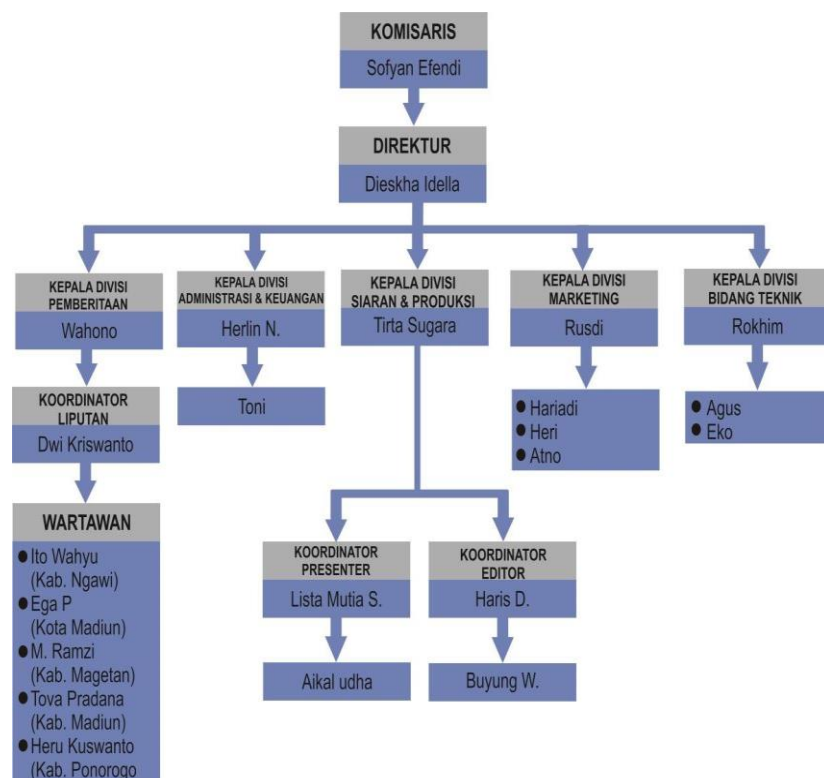 KOMISARIS
Sofyan Efendi
DIREKTUR
Dieskha Idella
KEPALA DIVISI
PEMBERITAAN
Wahono
KEPALA DIVISI
ADMINISTRASI & KEUANGAN
Herlin N.
KEPALA DIVISI
SIARAN & PRODUKSI
Tirta Sugara
KEPALA DIVISI
MARKETING
Rusdi
KEPALA DIVISI
BIDANG TEKNIK
Rokhim
KOORDINATOR
LIPUTAN
Dwi Kriswanto
Toni
● Hariadi
● Heri
● Atno
● Agus
● Eko
WARTAWAN
● Ito Wahyu
(Kab. Ngawi)
● Ega P
(Kota Madiun)
● M. Ramzi
(Kab. Magetan)
● Tova Pradana
(Kab. Madiun)
● Heru Kuswanto
(Kab. Ponorogo
KOORDINATOR
PRESENTER
Lista Mutia S.
KOORDINATOR
EDITOR
Haris D.
Aikal udha
Buyung W.